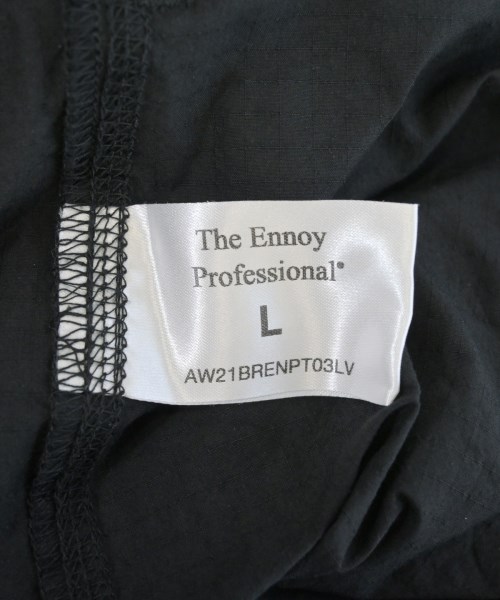 The Ennoy
Professional®
L
AW21BRENPT03LV